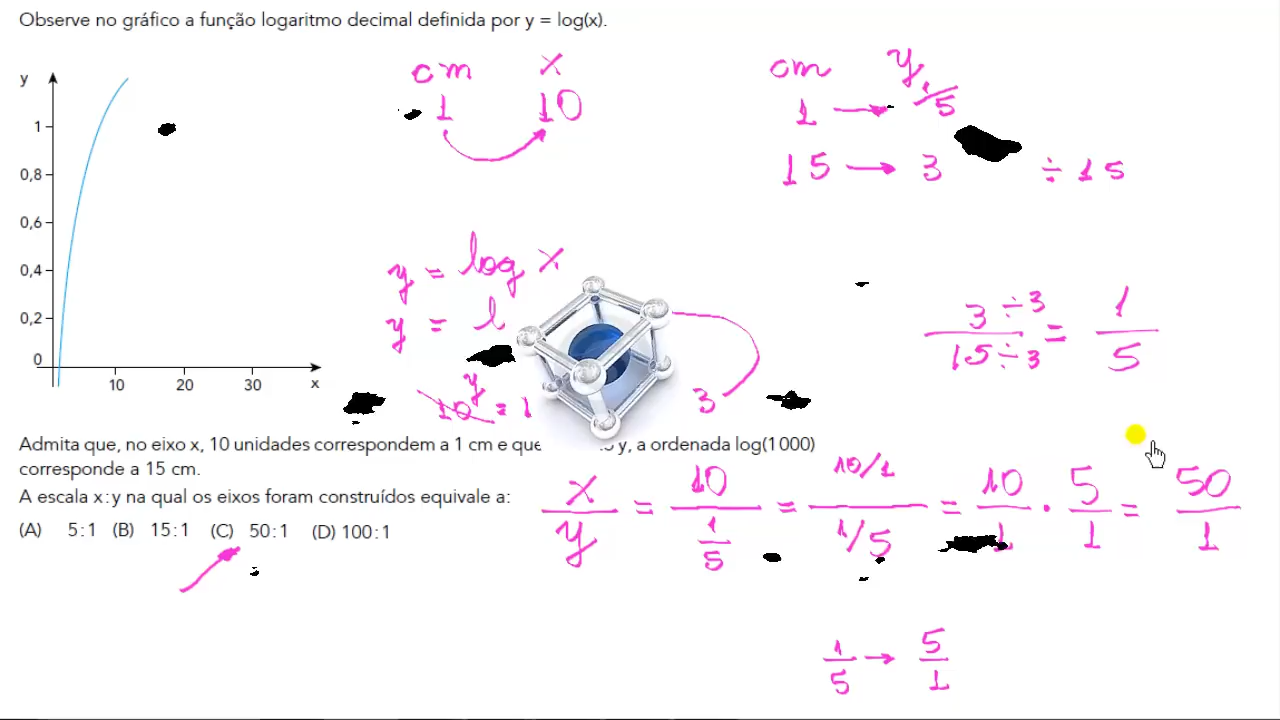 Observe no gráfico a função logaritmo decimal definida por y = log(x).
y
1
0,8
0,6
0,4
0,2
0
10 20 30 x
cm x
1 10
cm y
1 → 1/5
15 → 3 ÷ 15
y = log x
y = l
10^y = 1
3
3 ÷3 / 15 ÷3 = 1/5
Admita que, no eixo x, 10 unidades correspondem a 1 cm e que y, a ordenada log(1000)
corresponde a 15 cm.
A escala x:y na qual os eixos foram construídos equivale a:
(A) 5:1 (B) 15:1 (C) 50:1 (D) 100:1
x/y = 10/(1/5) = (10/1)/(1/5) = 10/1 · 5/1 = 50/1
1/5 → 5/1